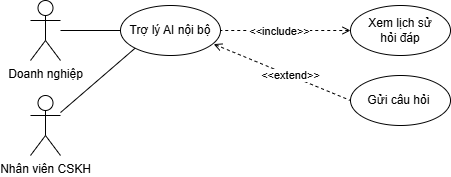 Trợ lý AI nội bộ
<<include>>
Xem lịch sử
hỏi đáp
Doanh nghiệp
<<extend>>
Gửi câu hỏi
Nhân viên CSKH